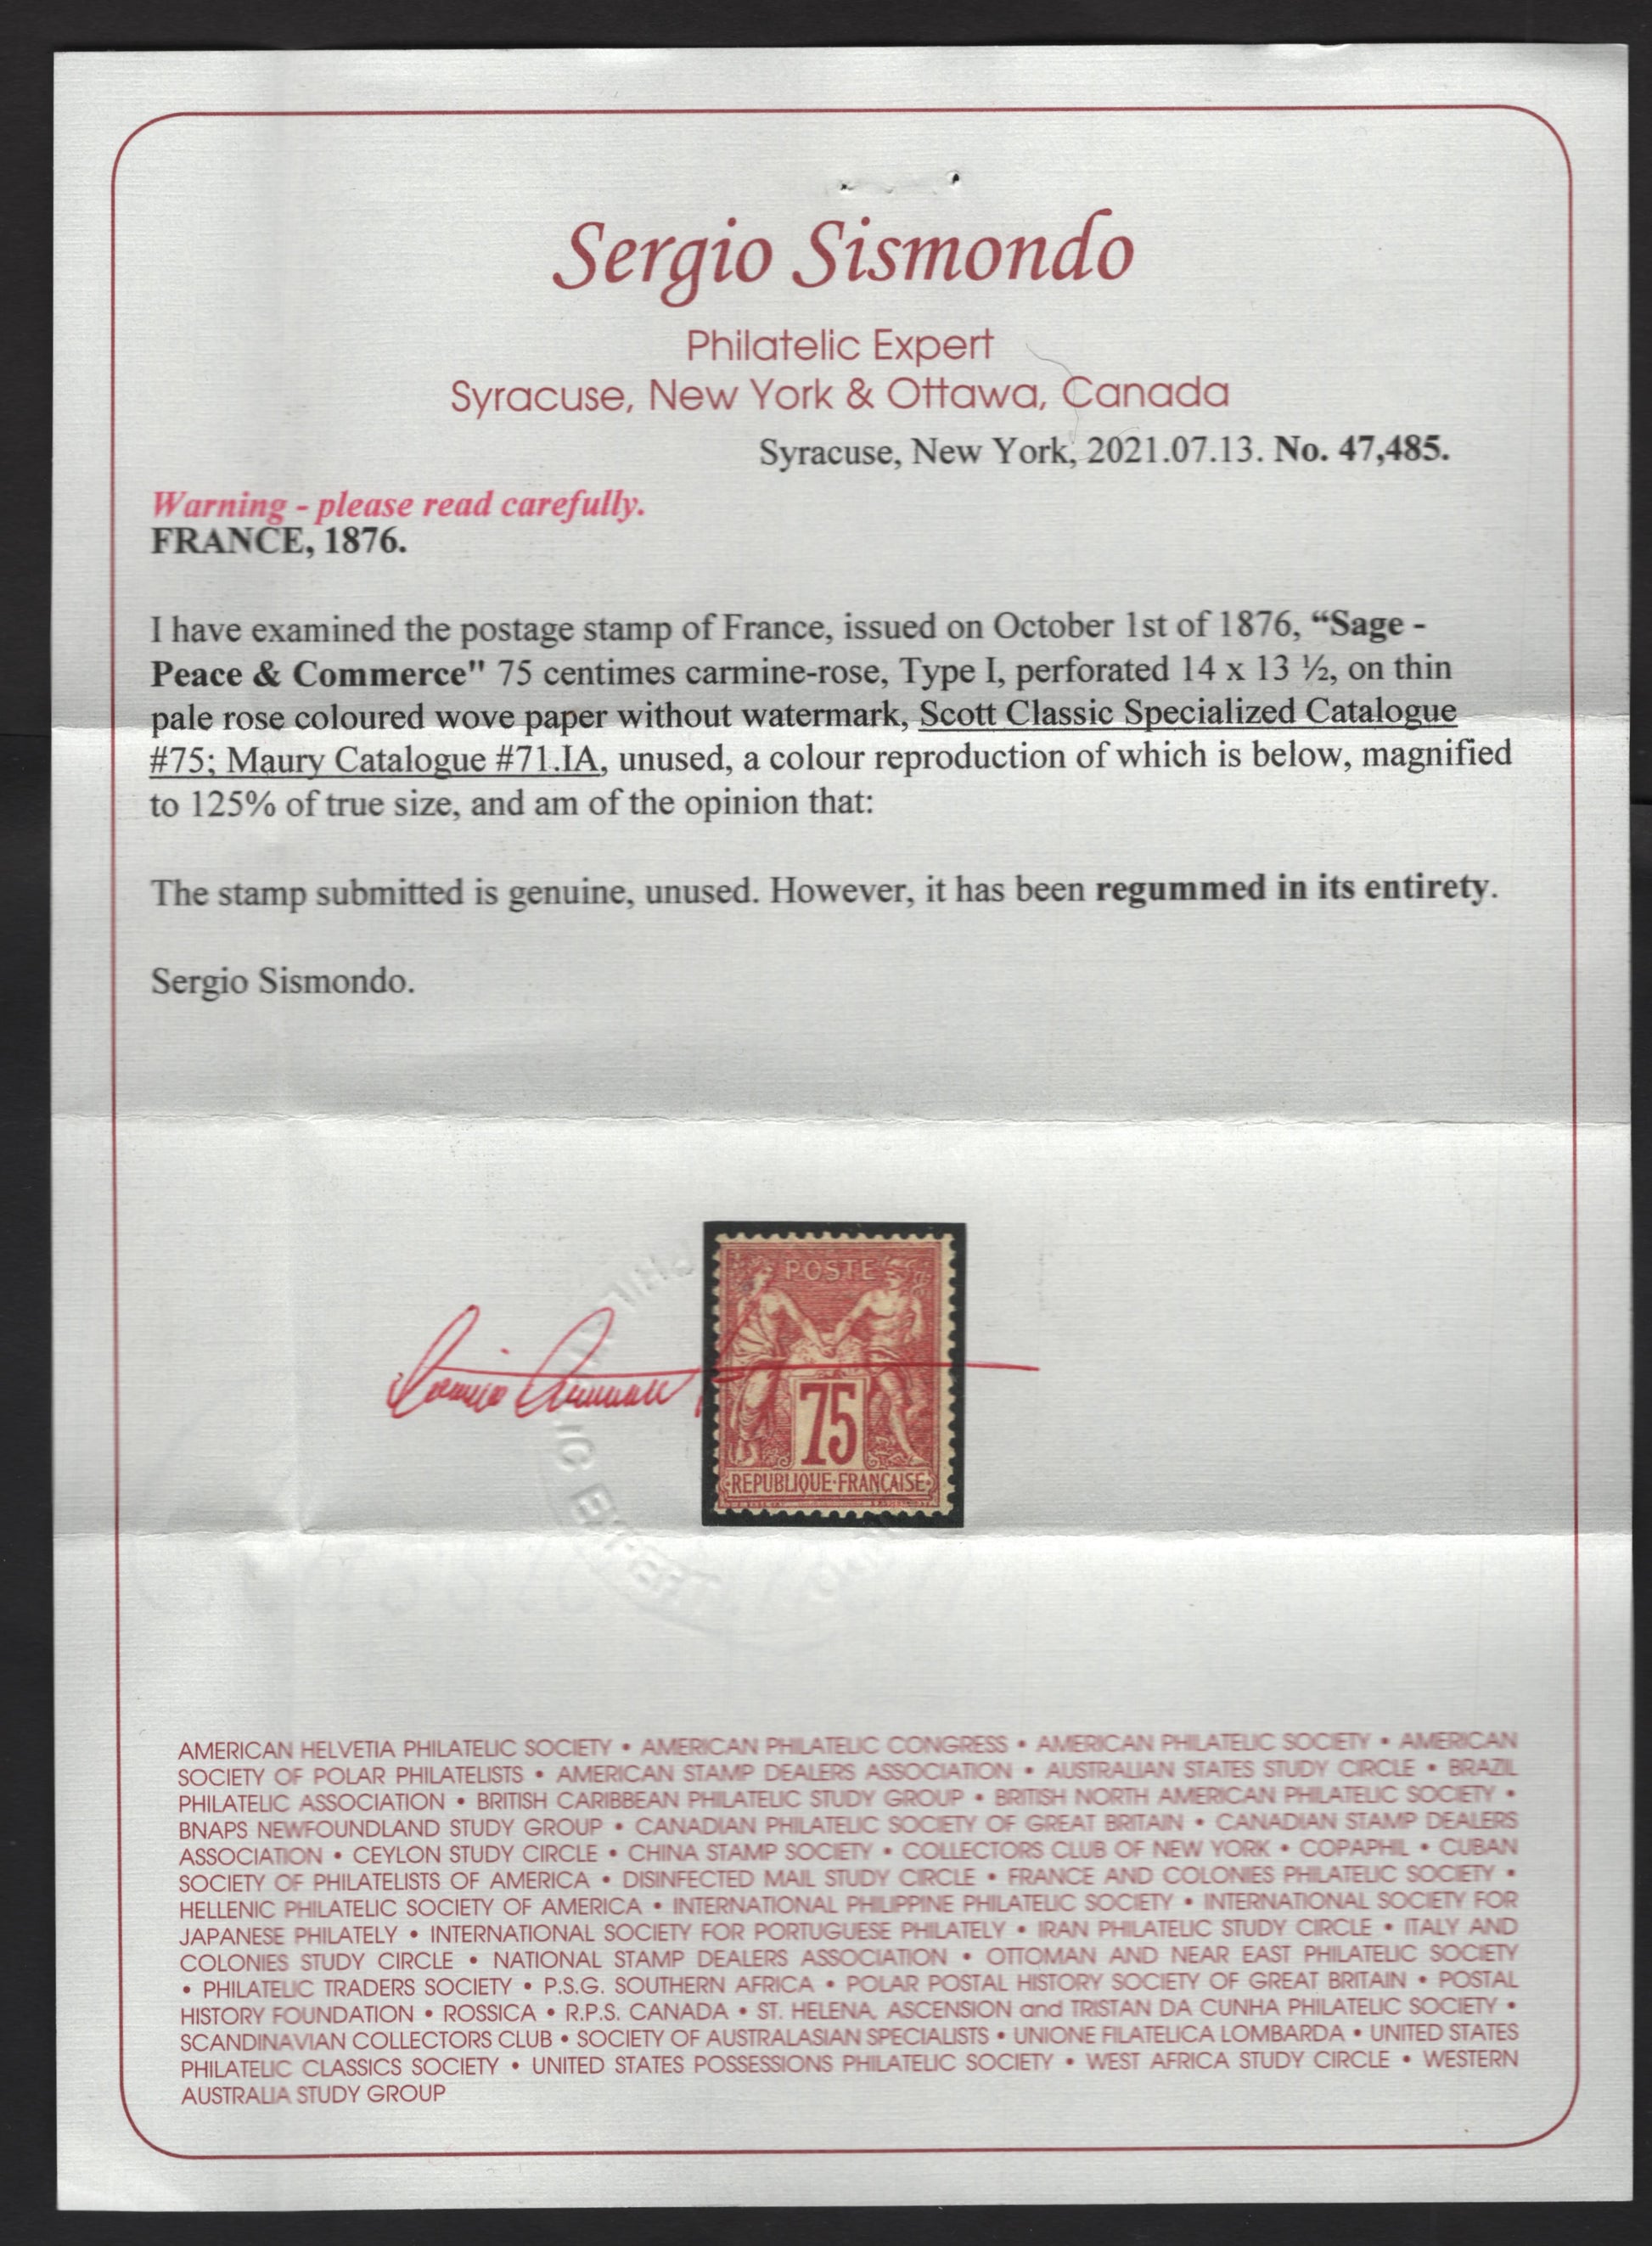 Sergio Sismondo
Philatelic Expert
Syracuse, New York & Ottawa, Canada
Syracuse, New York, 2021.07.13. No. 47,485.
Warning - please read carefully.
FRANCE, 1876.
I have examined the postage stamp of France, issued on October 1st of 1876, “Sage -
Peace & Commerce" 75 centimes carmine-rose, Type I, perforated 14 x 13 ½, on thin
pale rose coloured wove paper without watermark, Scott Classic Specialized Catalogue
#75; Maury Catalogue #71.IA, unused, a colour reproduction of which is below, magnified
to 125% of true size, and am of the opinion that:
The stamp submitted is genuine, unused. However, it has been regummed in its entirety.
Sergio Sismondo.
POSTE
75
REPUBLIQUE·FRANÇAISE
PHILATELIC EXPERT
AMERICAN HELVETIA PHILATELIC SOCIETY • AMERICAN PHILATELIC CONGRESS • AMERICAN PHILATELIC SOCIETY • AMERICAN
SOCIETY OF POLAR PHILATELISTS • AMERICAN STAMP DEALERS ASSOCIATION • AUSTRALIAN STATES STUDY CIRCLE • BRAZIL
PHILATELIC ASSOCIATION • BRITISH CARIBBEAN PHILATELIC STUDY GROUP • BRITISH NORTH AMERICAN PHILATELIC SOCIETY •
BNAPS NEWFOUNDLAND STUDY GROUP • CANADIAN PHILATELIC SOCIETY OF GREAT BRITAIN • CANADIAN STAMP DEALERS
ASSOCIATION • CEYLON STUDY CIRCLE • CHINA STAMP SOCIETY • COLLECTORS CLUB OF NEW YORK • COPAPHIL • CUBAN
SOCIETY OF PHILATELISTS OF AMERICA • DISINFECTED MAIL STUDY CIRCLE • FRANCE AND COLONIES PHILATELIC SOCIETY •
HELLENIC PHILATELIC SOCIETY OF AMERICA • INTERNATIONAL PHILIPPINE PHILATELIC SOCIETY • INTERNATIONAL SOCIETY FOR
JAPANESE PHILATELY • INTERNATIONAL SOCIETY FOR PORTUGUESE PHILATELY • IRAN PHILATELIC STUDY CIRCLE • ITALY AND
COLONIES STUDY CIRCLE • NATIONAL STAMP DEALERS ASSOCIATION • OTTOMAN AND NEAR EAST PHILATELIC SOCIETY
• PHILATELIC TRADERS SOCIETY • P.S.G. SOUTHERN AFRICA • POLAR POSTAL HISTORY SOCIETY OF GREAT BRITAIN • POSTAL
HISTORY FOUNDATION • ROSSICA • R.P.S. CANADA • ST. HELENA, ASCENSION and TRISTAN DA CUNHA PHILATELIC SOCIETY •
SCANDINAVIAN COLLECTORS CLUB • SOCIETY OF AUSTRALASIAN SPECIALISTS • UNIONE FILATELICA LOMBARDA • UNITED STATES
PHILATELIC CLASSICS SOCIETY • UNITED STATES POSSESSIONS PHILATELIC SOCIETY • WEST AFRICA STUDY CIRCLE • WESTERN
AUSTRALIA STUDY GROUP